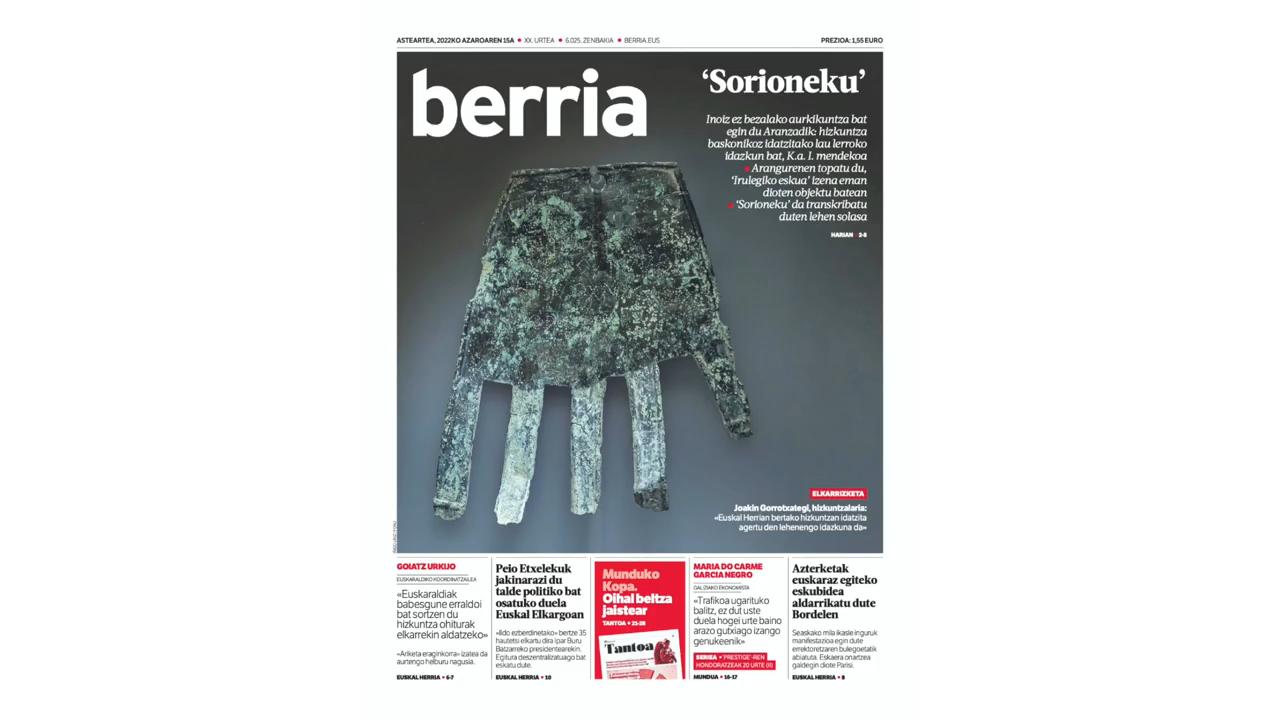 ASTEARTEA, 2022KO AZAROAREN 15A • XX. URTEA • 6.025. ZENBAKIA • BERRIA.EUS
PREZIOA: 1,55 EURO
berria
‘Sorioneku’
Inoiz ez bezalako aurkikuntza bat
egin du Aranzadik: hizkuntza
baskonikoz idatzitako lau lerroko
idazkun bat, K.a. I. mendekoa
Arangurenen topatu du,
‘Irulegiko eskua’ izena eman
dioten objektu batean
‘Sorioneku’ da transkribatu
duten lehen solasa
HARIAN • 2-5
ELKARRIZKETA
Joakin Gorrotxategi, hizkuntzalaria:
«Euskal Herrian bertako hizkuntzan idatzita
agertu den lehenengo idazkuna da»
GOIATZ URKIJO
EUSKARALDIKO KOORDINATZAILEA
«Euskaraldiak
babesgune erraldoi
bat sortzen du
hizkuntza ohiturak
elkarrekin aldatzeko»
«Ariketa eraginkorra» izatea da
aurtengo helburu nagusia.
EUSKAL HERRIA • 6-7
Peio Etxelekuk
jakinarazi du
talde politiko bat
osatuko duela
Euskal Elkargoan
«Ildo ezberdinetako» bertze 35
hautetsi elkartu dira Ipar Buru
Batzarreko presidentearekin.
Egitura deszentralizatuago bat
eskatu dute.
EUSKAL HERRIA • 10
Munduko
Kopa.
Oihal beltza
jaistear
TANTOA • 21-28
Tantoa
MARIA DO CARME
GARCIA NEGRO
GALIZIAKO EKONOMISTA
«Trafikoa ugarituko
balitz, ez dut uste
duela hogei urte baino
arazo gutxiago izango
genukeenik»
BERRIA • ‘PRESTIGE’-REN
HONDORATZEAK 20 URTE (II)
MUNDUA • 16-17
Azterketak
euskaraz egiteko
eskubidea
aldarrikatu dute
Bordelen
Seaskako mila ikasle inguruk
manifestazioa egin dute
errektoretzaren bulegoetatik
abiatuta. Eskaera onartzea
galdegin diote Parisi.
EUSKAL HERRIA • 8